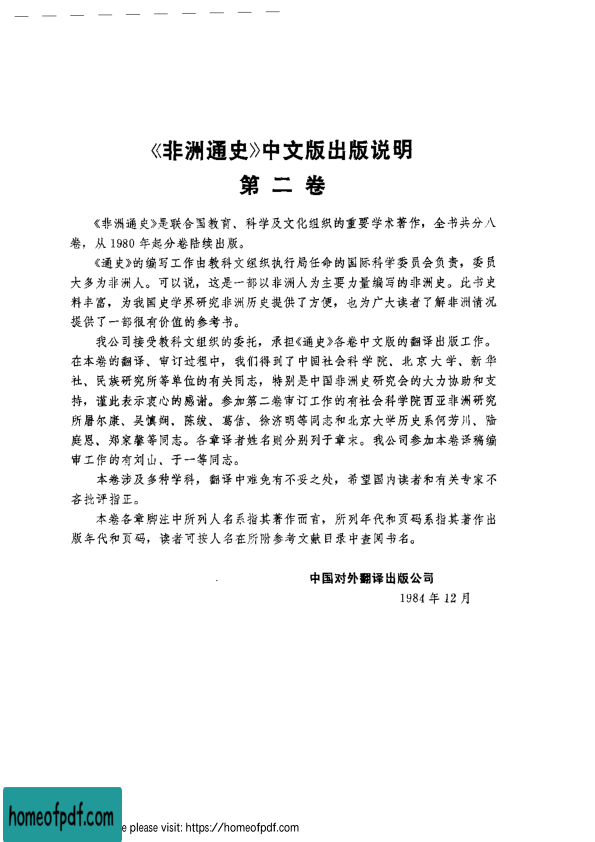 《非洲通史》中文版出版说明
第二卷
《非洲通史》是联合国教育、科学及文化组织的重要学术著作，全书共分八
卷，从1980年起分卷陆续出版。
《通史》的编写工作由教科文组织执行局任命的国际科学委员会负责，委员
大多为非洲人。可以说，这是一部以非洲人为主要力量编写的非洲史。此书史
料丰富，为我国史学界研究非洲历史提供了方便，也为广大读者了解非洲情况
提供了一部很有价值的参考书。
我公司接受教科文组织的委托，承担《通史》各卷中文版的翻译出版工作。
在本卷的翻译、审订过程中，我们得到了中国社会科学院、北京大学、新华
社、民族研究所等单位的有关同志，特别是中国非洲史研究会的大力协助和支
持，谨此表示衷心的感谢。参加第二卷审订工作的有社会科学院西亚非洲研究
所屠尔康、吴慎娴、陈绂、葛佶、徐济明等同志和北京大学历史系何芳川、陆
庭恩、郑家馨等同志。各章译者姓名则分别列于章末。我公司参加本卷译稿编
审工作的有刘山、于一等同志。
本卷涉及多种学科，翻译中难免有不妥之处，希望国内读者和有关专家不
吝批评指正。
本卷各章脚注中所列人名系指其著作而言，所列年代和页码系指其著作出
版年代和页码，读者可按人名在所附参考文献目录中查阅书名。
中国对外翻译出版公司
1984年12月
homeofpdf.com
e please visit: https://homeofpdf.com